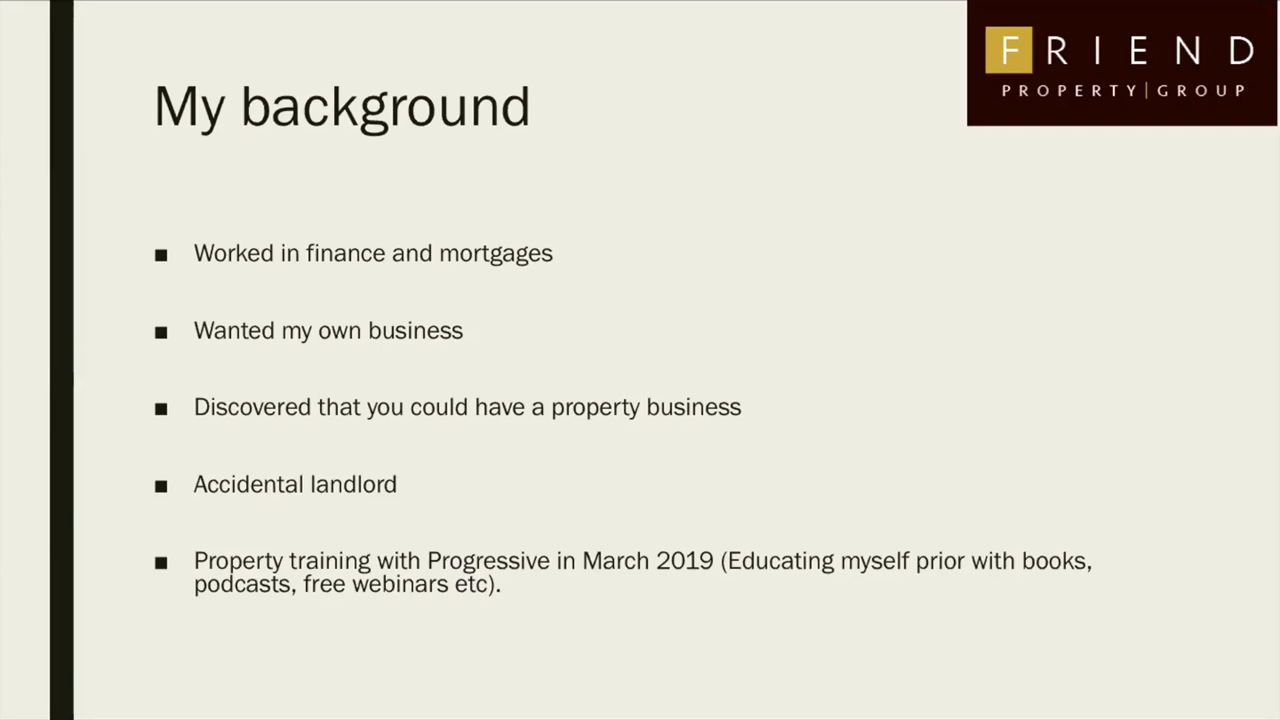 FRIEND
PROPERTY|GROUP
My background
■ Worked in finance and mortgages
■ Wanted my own business
■ Discovered that you could have a property business
■ Accidental landlord
■ Property training with Progressive in March 2019 (Educating myself prior with books,
podcasts, free webinars etc).